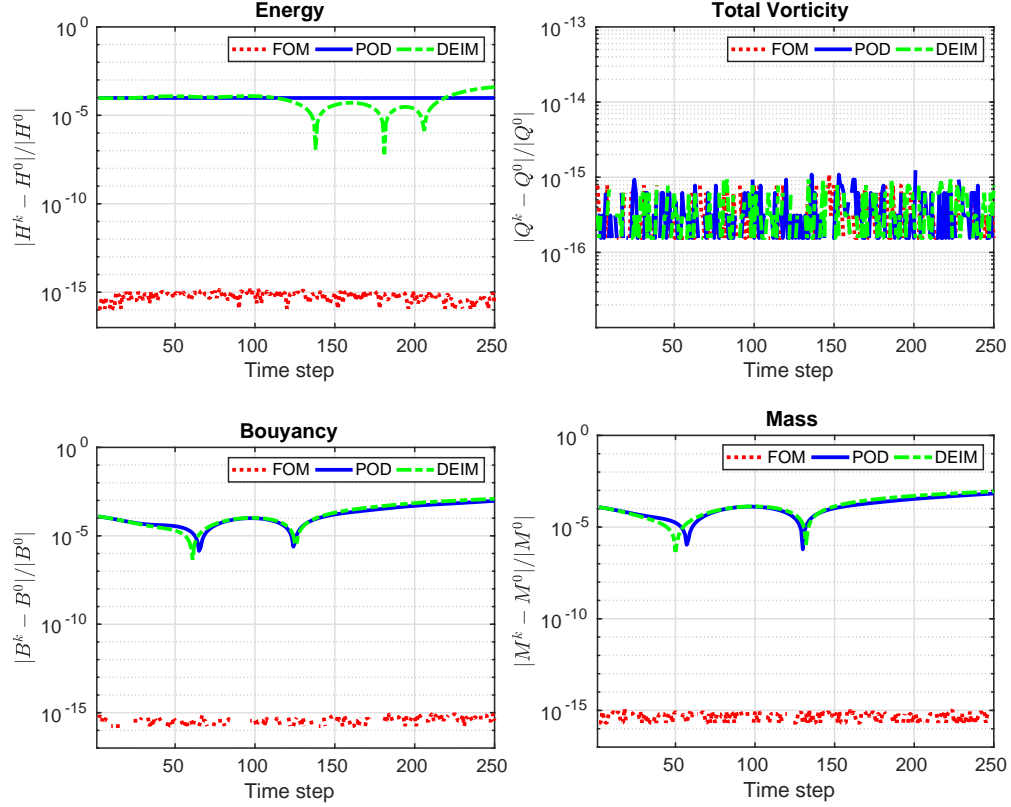 Energy
FOM POD DEIM
|H^k − H^0|/|H^0|
10^0
10^-5
10^-10
10^-15
50 100 150 200 250
Time step
Total Vorticity
FOM POD DEIM
|Q^k − Q^0|/|Q^0|
10^-13
10^-14
10^-15
10^-16
50 100 150 200 250
Time step
Bouyancy
FOM POD DEIM
|B^k − B^0|/|B^0|
10^0
10^-5
10^-10
10^-15
50 100 150 200 250
Time step
Mass
FOM POD DEIM
|M^k − M^0|/|M^0|
10^0
10^-5
10^-10
10^-15
50 100 150 200 250
Time step